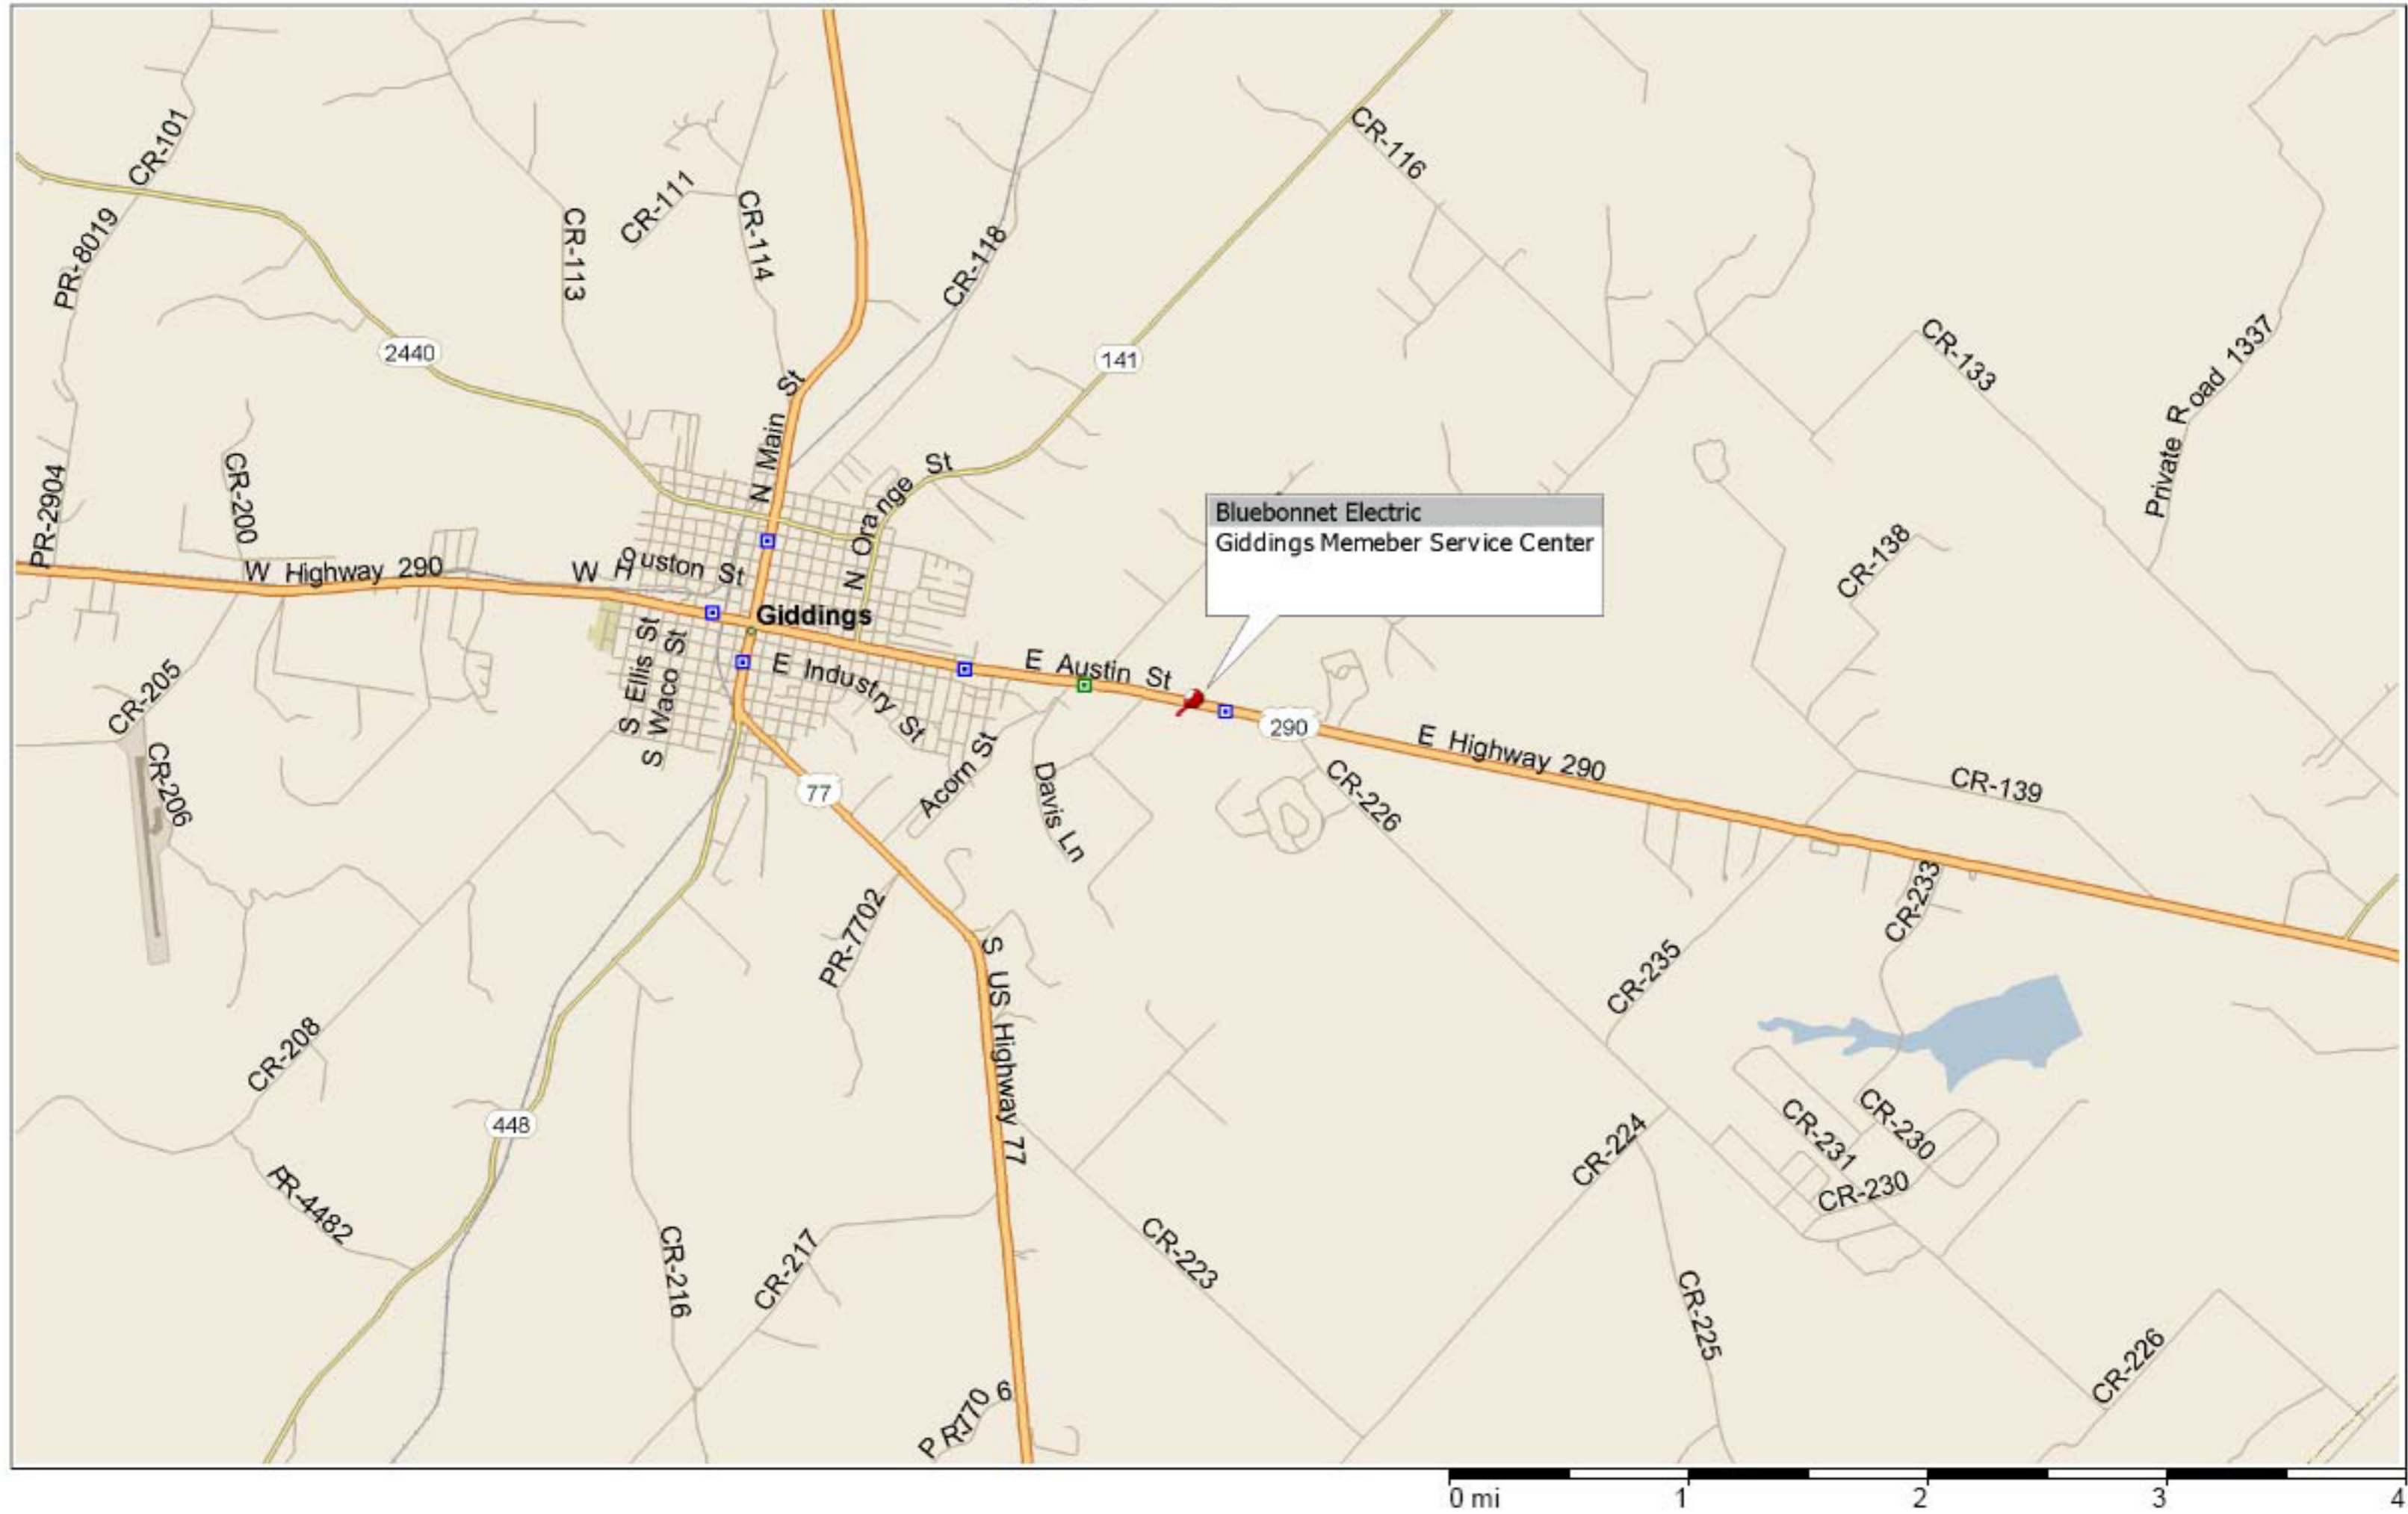 CR-101
CR-116
PR-8019
CR-111
CR-114
CR-113
CR-118
2440
141
CR-133
Private Road 1337
N Main St
N Orange St
PR-2904
CR-200
Bluebonnet Electric
Giddings Memeber Service Center
CR-138
W Highway 290
W Houston St
Giddings
S Ellis St
S Waco St
E Industry St
E Austin St
290
E Highway 290
CR-205
CR-206
77
Acorn St
Davis Ln
CR-226
CR-139
CR-233
PR-7702
CR-235
S US Highway 77
CR-208
448
CR-224
CR-231
CR-230
CR-230
PR-4482
CR-216
CR-217
CR-223
CR-225
CR-226
P R-770 6
0 mi 1 2 3 4